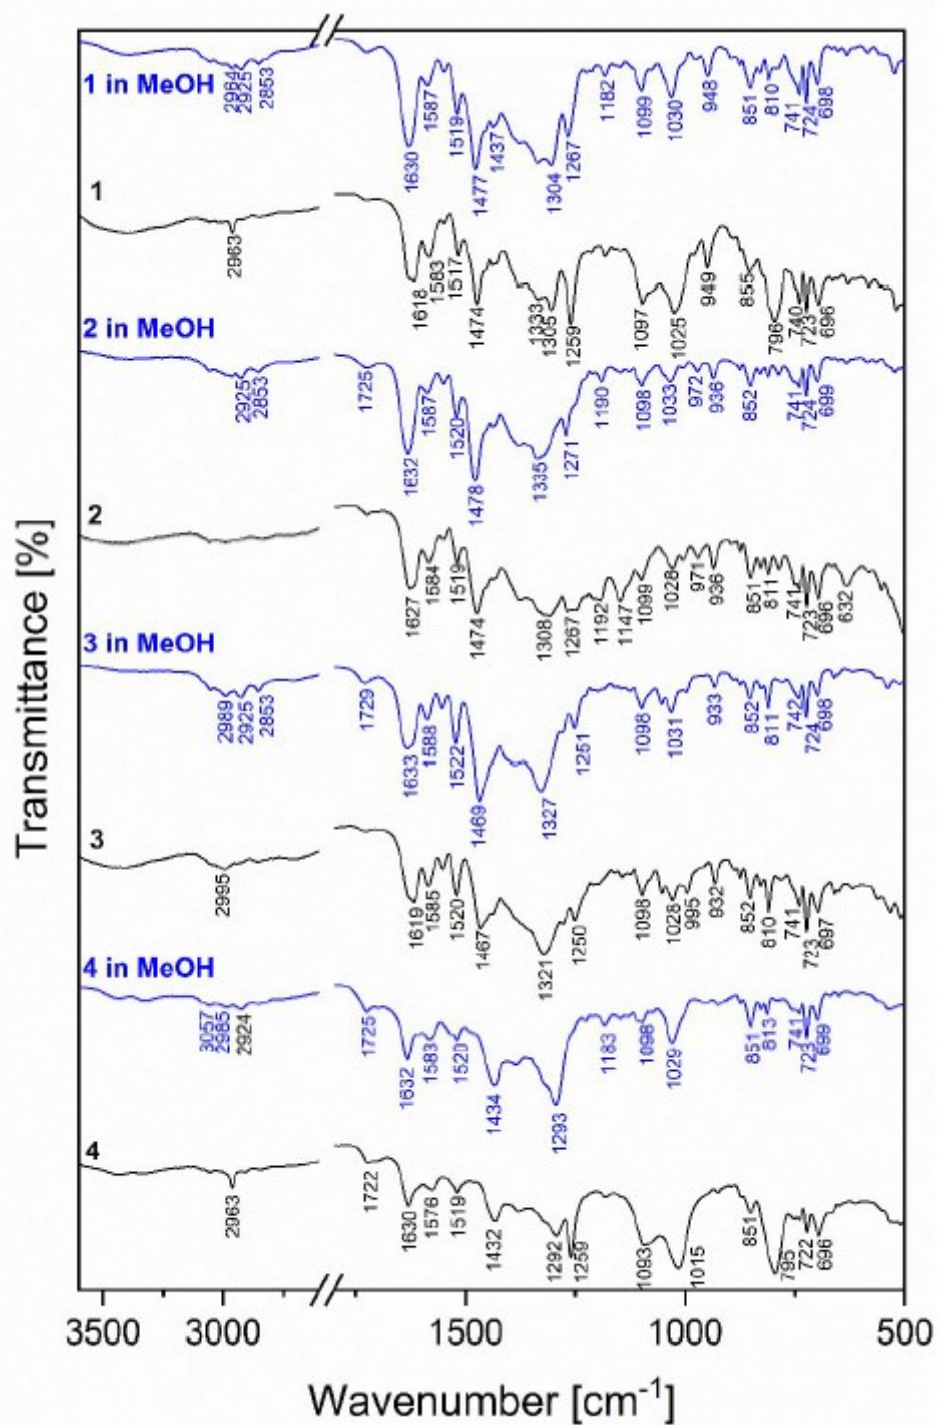 1 in MeOH
2964 2925 2853 1630 1587 1519 1477 1437 1304 1267 1182 1099 1030 948 851 810 741 724 698
1
2963 1618 1583 1517 1474 1333 1305 1259 1097 1025 949 855 796 740 723 696
2 in MeOH
2925 2853 1725 1632 1587 1520 1478 1335 1271 1190 1098 1033 972 936 852 741 724 699
2
1627 1584 1519 1474 1308 1267 1192 1147 1099 1028 971 936 851 811 741 723 696 632
3 in MeOH
2989 2925 2853 1729 1633 1588 1522 1469 1327 1251 1098 1031 933 852 811 742 724 698
3
2995 1619 1585 1520 1467 1321 1250 1098 1028 995 932 852 810 741 723 697
4 in MeOH
3057 2985 2924 1725 1632 1583 1520 1434 1293 1183 1098 1029 851 813 741 723 699
4
2963 1722 1630 1576 1519 1432 1292 1259 1093 1015 851 795 722 696
Transmittance [%]
3500 3000 1500 1000 500
Wavenumber [cm⁻¹]